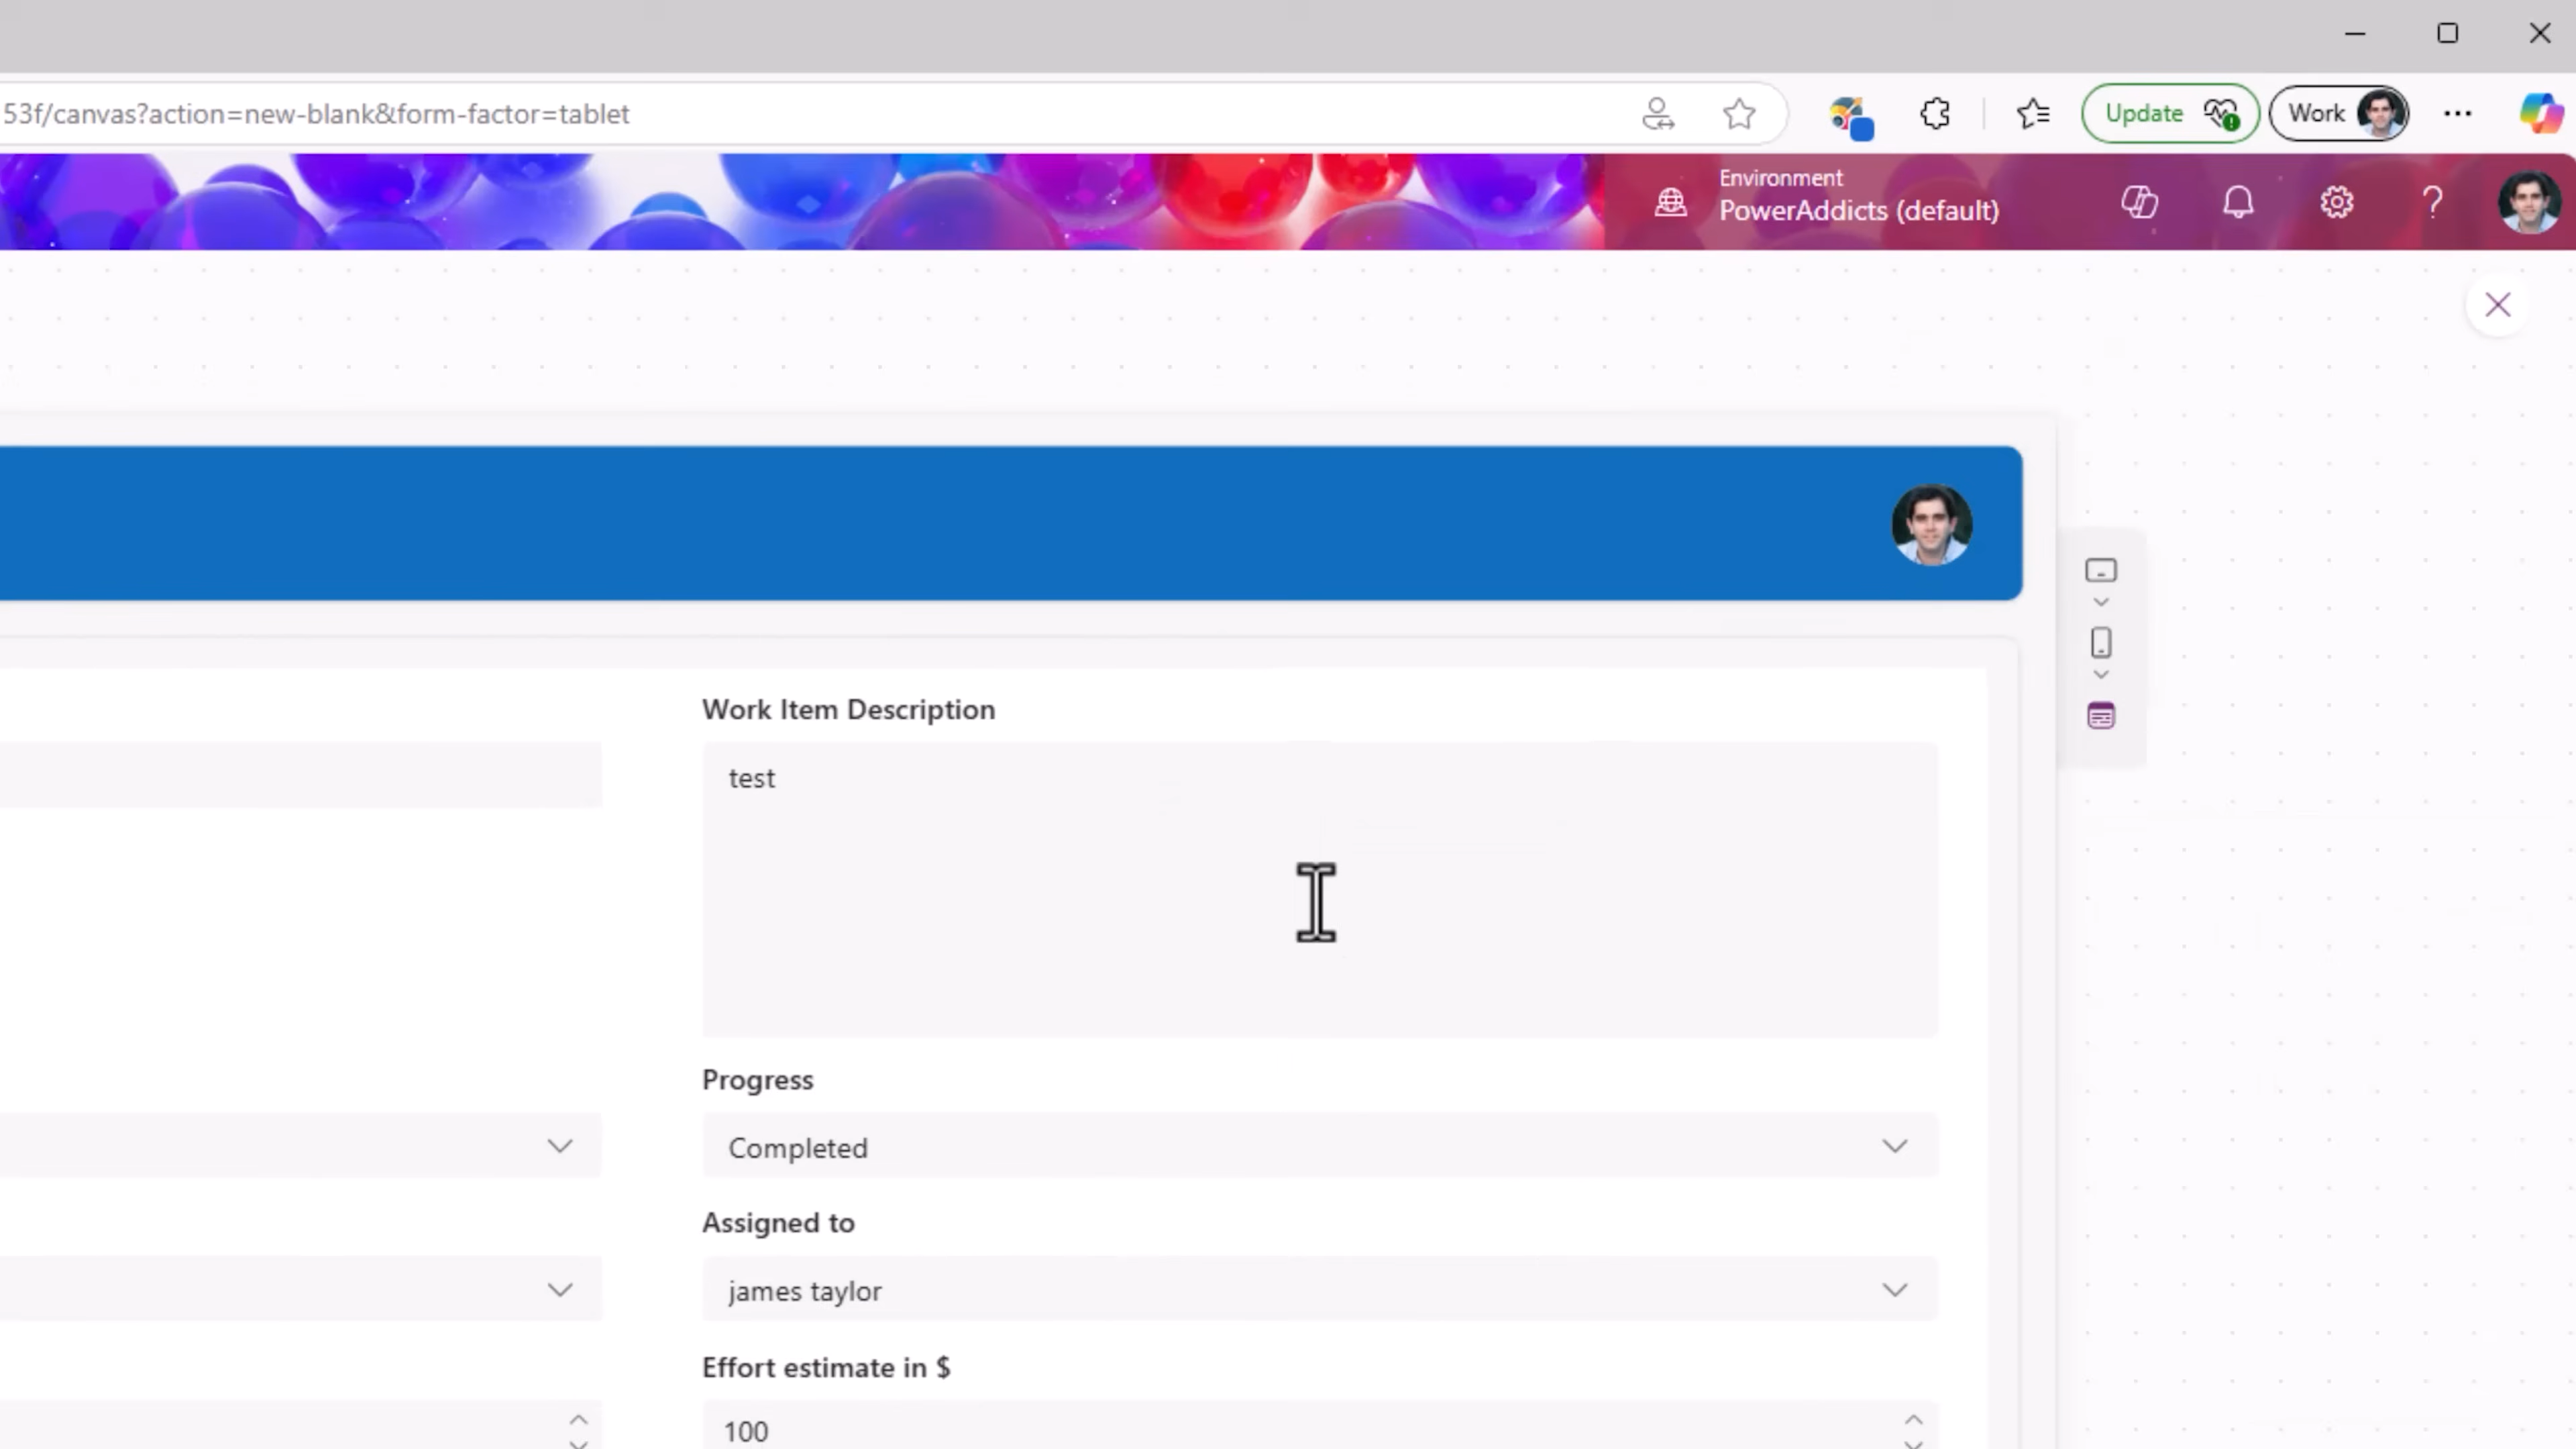 53f/canvas?action=new-blank&form-factor=tablet
Update
Work
Environment
PowerAddicts (default)
Work Item Description
test
Progress
Completed
Assigned to
james taylor
Effort estimate in $
100